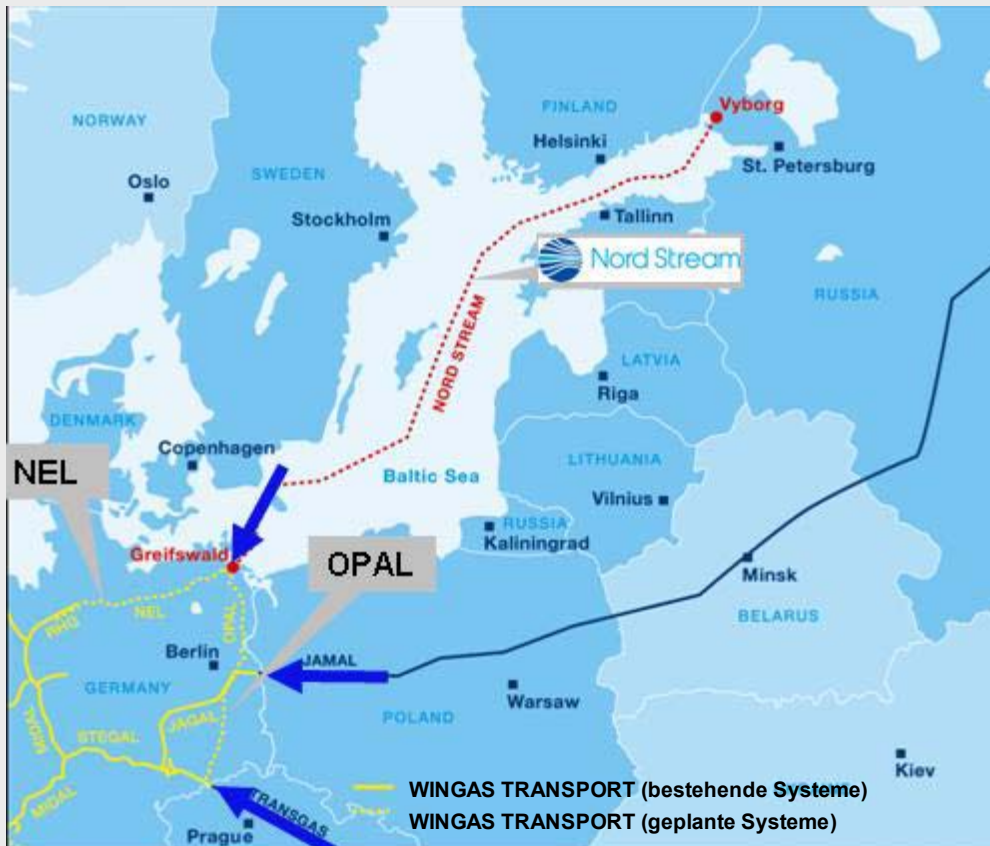 Vyborg
FINLAND
NORWAY
Helsinki
St. Petersburg
SWEDEN
Oslo
Stockholm
Tallinn
Nord Stream
RUSSIA
NORD STREAM
LATVIA
Riga
DENMARK
Copenhagen
NEL
Baltic Sea
LITHUANIA
Vilnius
RUSSIA
Kaliningrad
Greifswald
OPAL
Minsk
NEL
RHG
OPAL
BELARUS
Berlin
JAMAL
GERMANY
Warsaw
MIDAL
JAGAL
POLAND
STEGAL
Kiev
MIDAL
TRANSGAS
Prague
WINGAS TRANSPORT (bestehende Systeme)
WINGAS TRANSPORT (geplante Systeme)